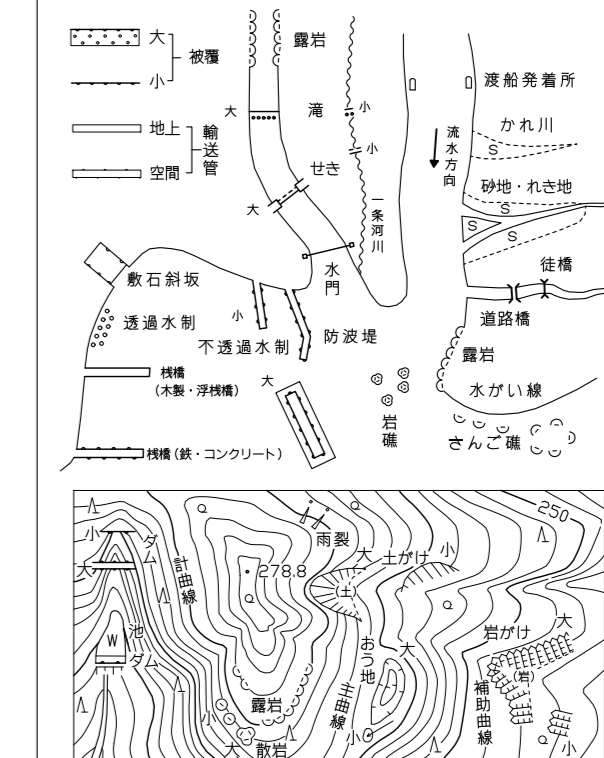 大
被覆
小
地上
輸送管
空間
露岩
大
滝
小
小
せき
大
一条河川
水門
流水方向
渡船発着所
かれ川
S
砂地・れき地
S
S
S
徒橋
道路橋
露岩
水がい線
さんご礁
敷石斜坂
透過水制
小
不透過水制
防波堤
大
桟橋
(木製・浮桟橋)
桟橋(鉄・コンクリート)
岩礁
小
ダム
大
計曲線
278.8
雨裂
大
土がけ
小
250
(土)
W
池
ダム
おう地
大
岩がけ
大
(岩)
露岩
小
大
散岩
主曲線
小
補助曲線
小